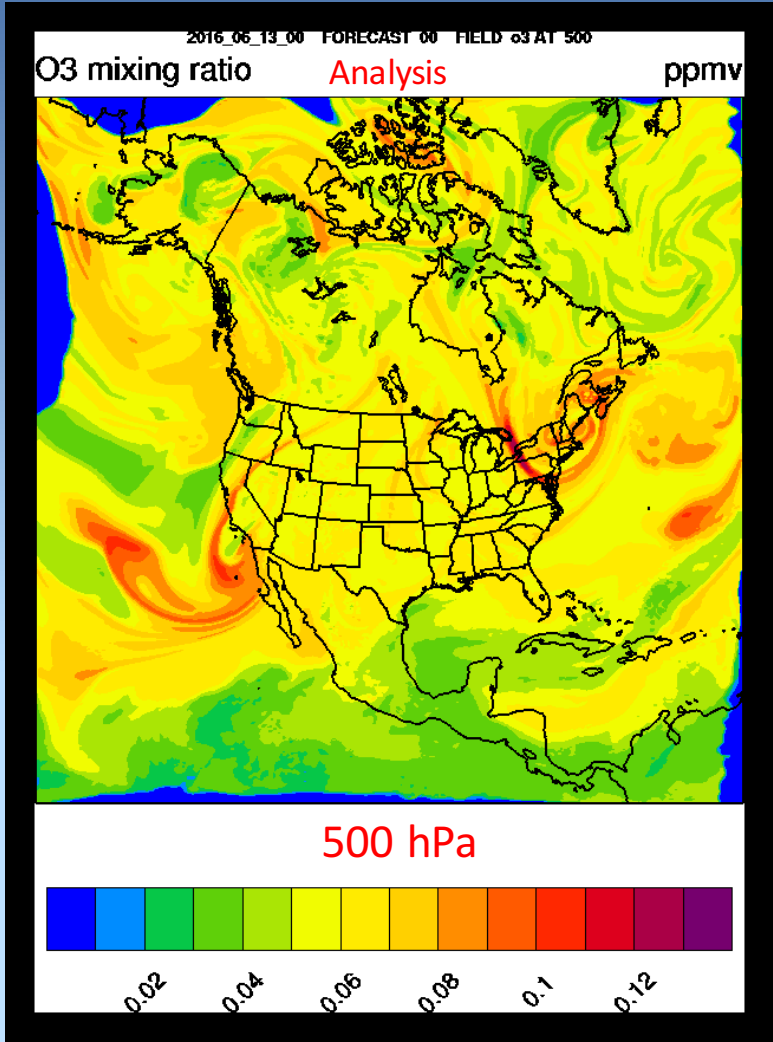 2016_06_13_00 FORECAST 00 FIELD o3 AT 500
O3 mixing ratio Analysis ppmv
500 hPa
0.02 0.04 0.06 0.08 0.1 0.12